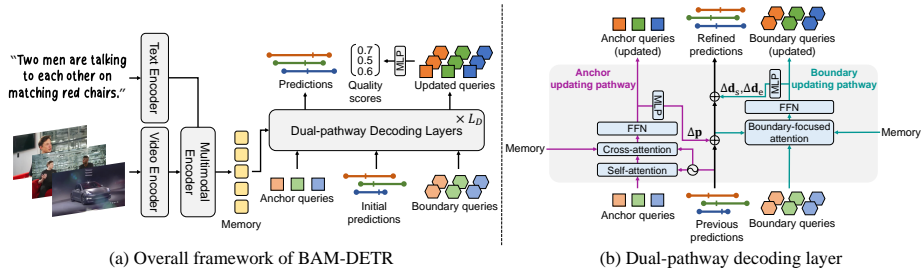 "Two men are talking
to each other on
matching red chairs."
Text Encoder
Video Encoder
Multimodal
Encoder
Memory
Predictions
0.7
0.5
0.6
Quality
scores
MLP
Updated queries
× L_D
Dual-pathway Decoding Layers
Anchor queries
Initial
predictions
Boundary queries
(a) Overall framework of BAM-DETR
Anchor queries
(updated)
Refined
predictions
Boundary queries
(updated)
Anchor
updating pathway
Boundary
updating pathway
Δd_s, Δd_e
MLP
MLP
FFN
FFN
Δp
Memory
Cross-attention
Self-attention
Boundary-focused
attention
Memory
Anchor queries
Previous
predictions
Boundary queries
(b) Dual-pathway decoding layer